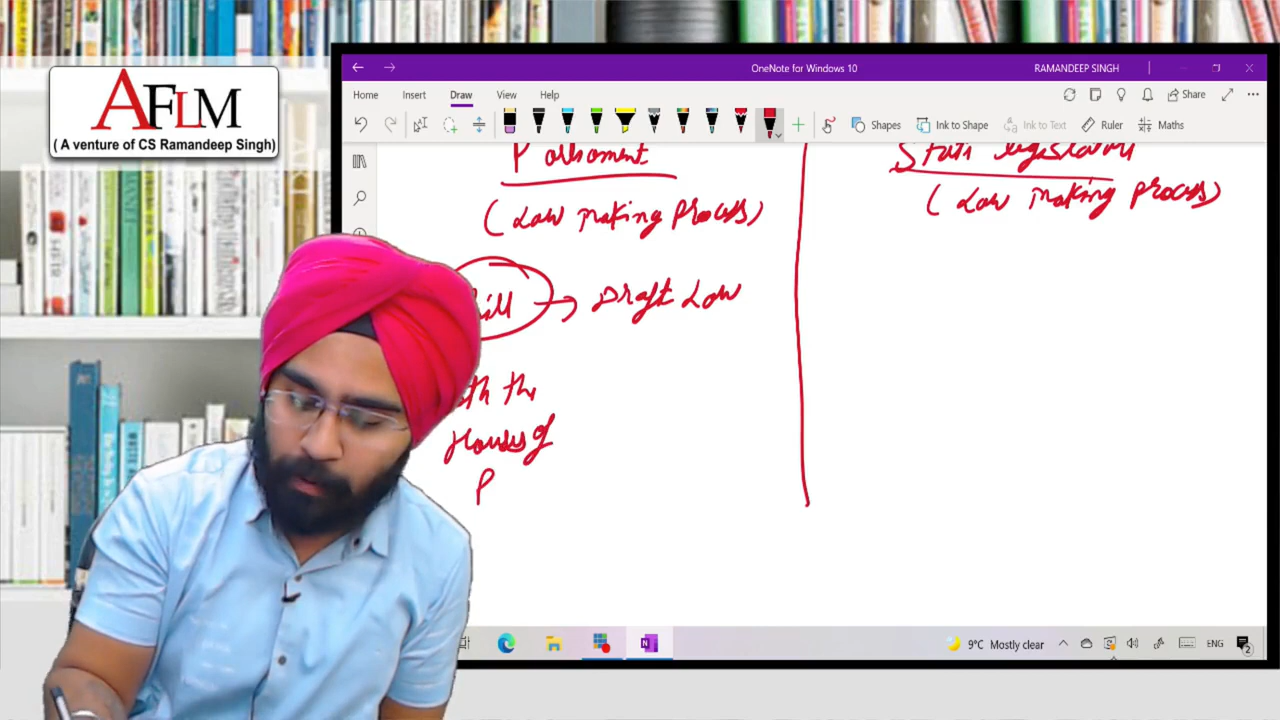 AFLM
( A venture of CS Ramandeep Singh)
OneNote for Windows 10
RAMANDEEP SINGH
Home
Insert
Draw
View
Help
Share
Shapes
Ink to Shape
Ink to Text
Ruler
Maths
Parliament
(Law making Process)
ill → Draft Law
th the
Houses of
P
State legislature
(Law making Process)
9°C Mostly clear
ENG
2